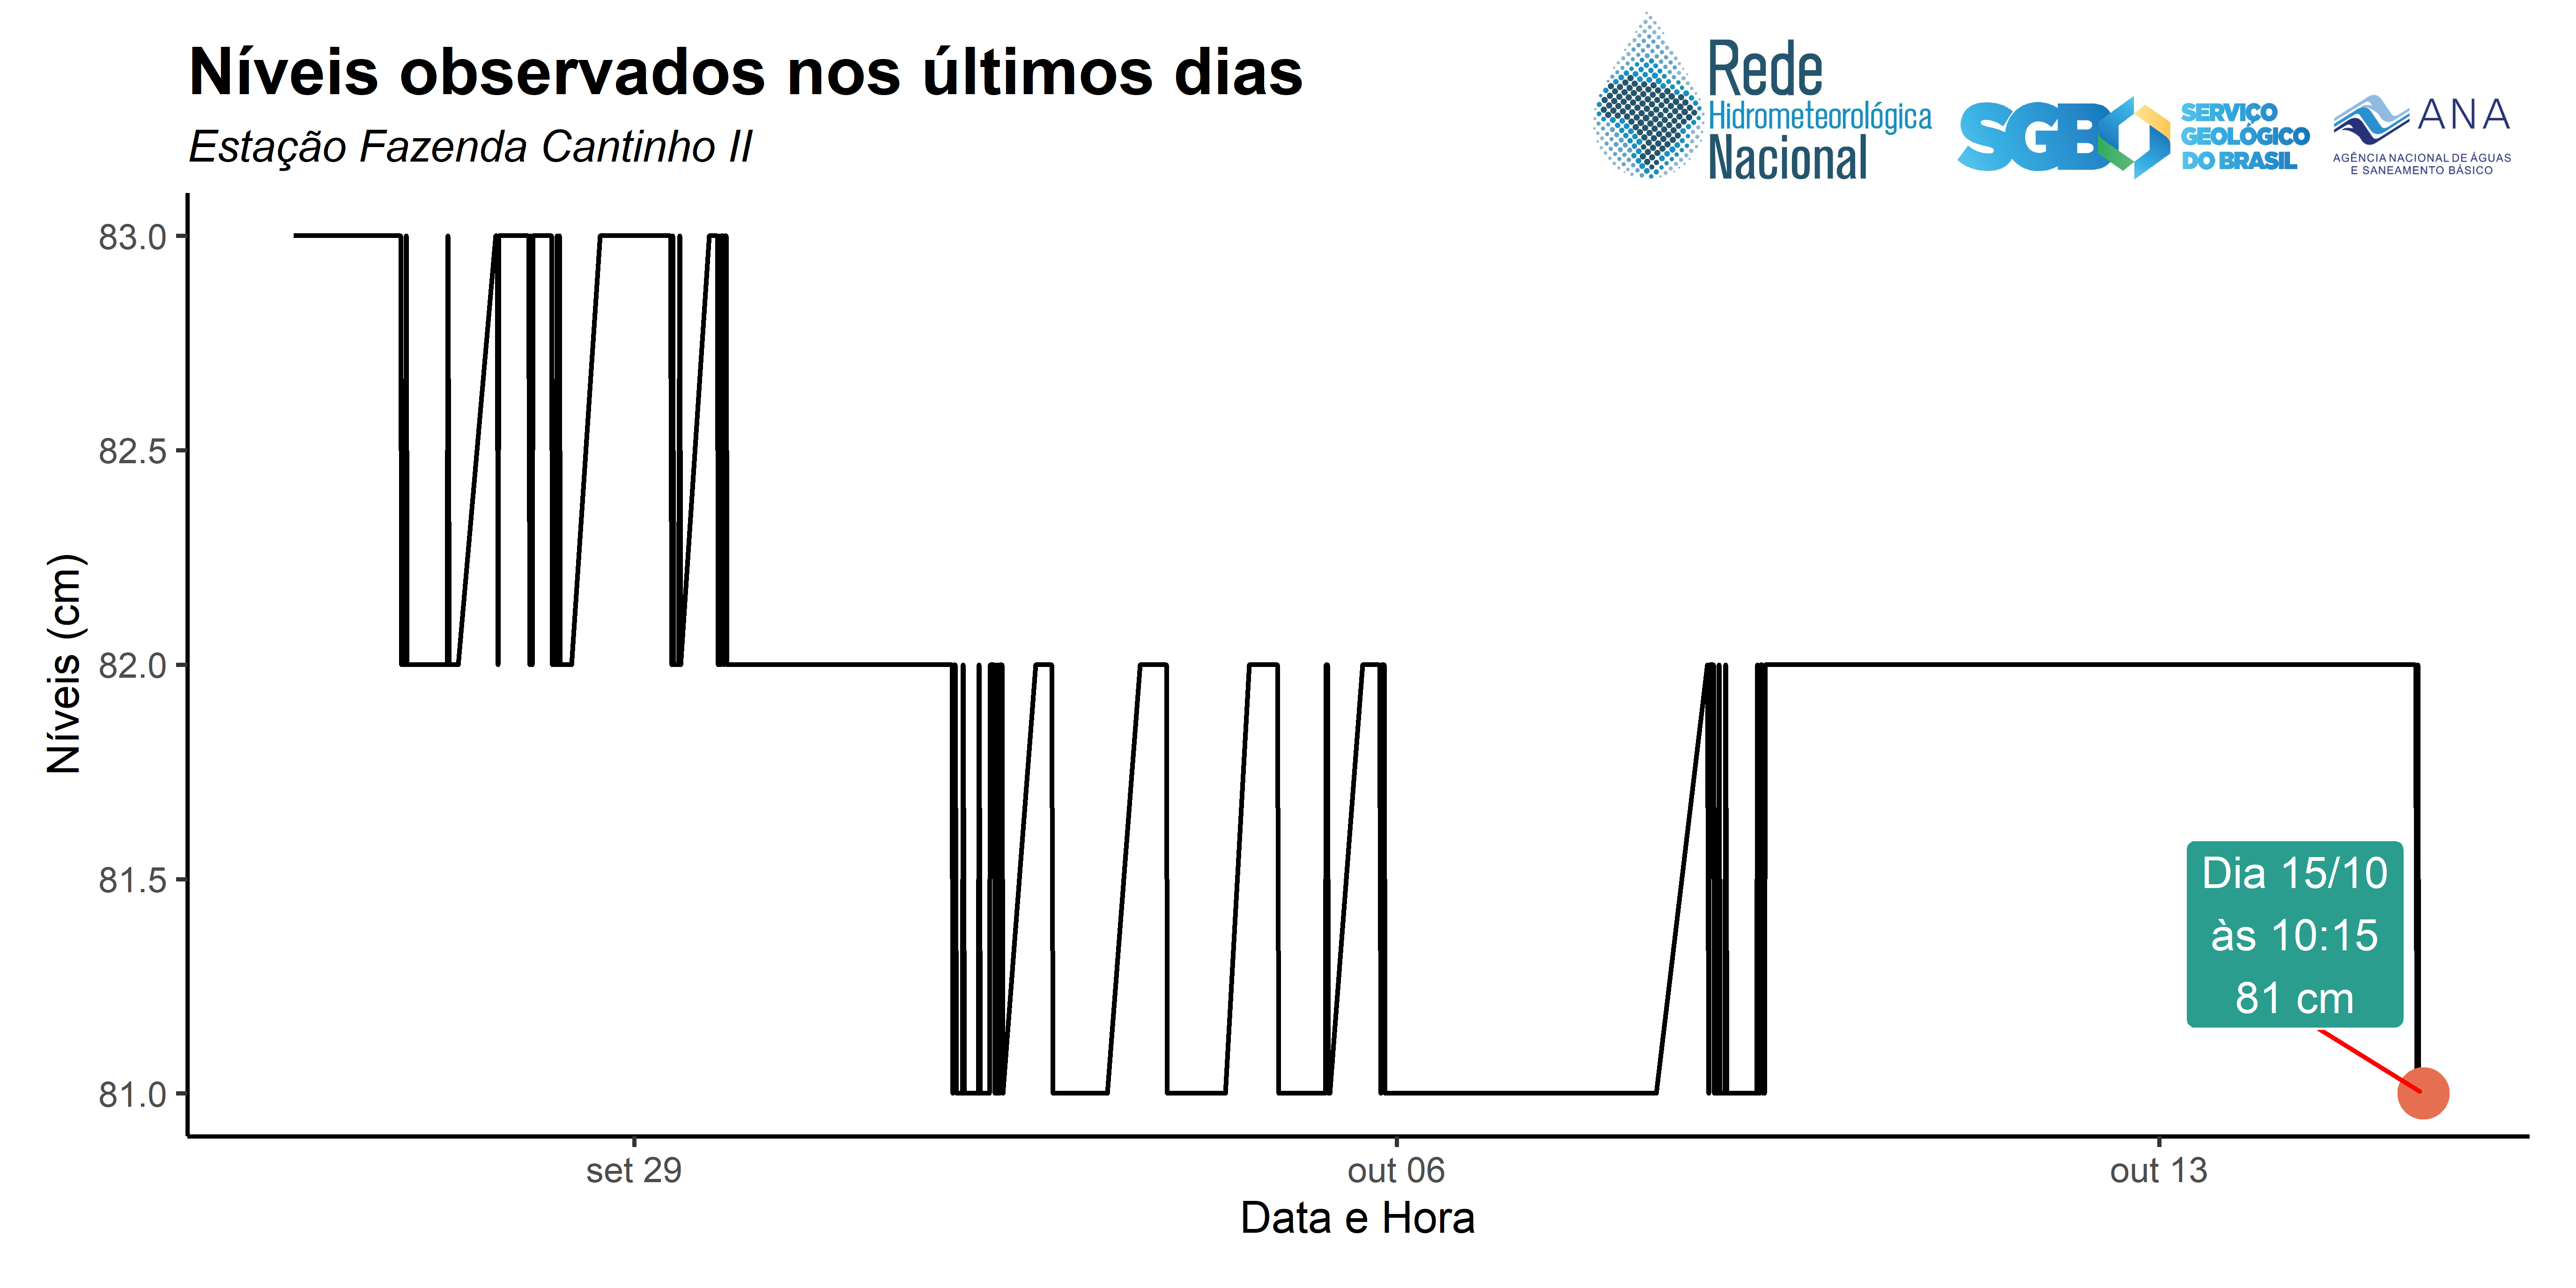 Níveis observados nos últimos dias
Estação Fazenda Cantinho II
Rede
Hidrometeorológica
Nacional
SGB
SERVIÇO
GEOLÓGICO
DO BRASIL
ANA
AGÊNCIA NACIONAL DE ÁGUAS
E SANEAMENTO BÁSICO
Níveis (cm)
83.0
82.5
82.0
81.5
81.0
Dia 15/10
às 10:15
81 cm
set 29
out 06
out 13
Data e Hora